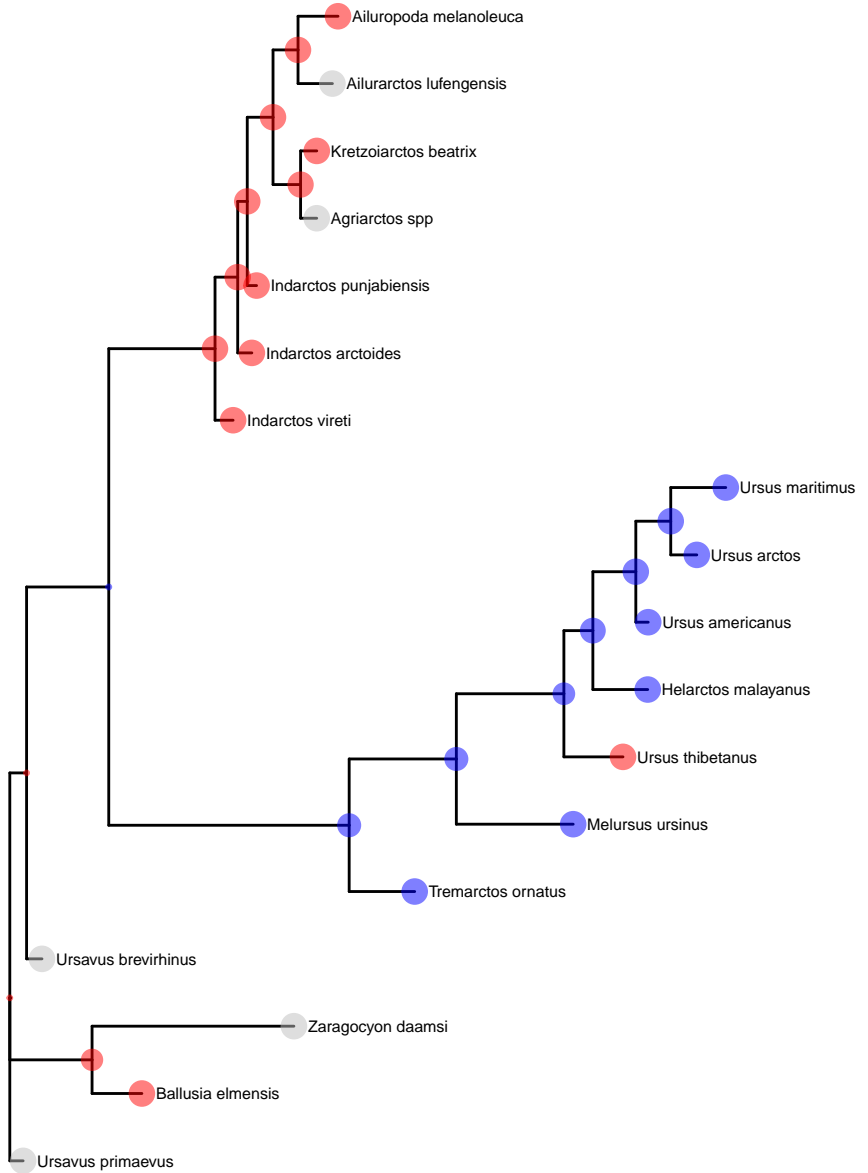 Ailuropoda melanoleuca
Ailurarctos lufengensis
Kretzoiarctos beatrix
Agriarctos spp
Indarctos punjabiensis
Indarctos arctoides
Indarctos vireti
Ursus maritimus
Ursus arctos
Ursus americanus
Helarctos malayanus
Ursus thibetanus
Melursus ursinus
Tremarctos ornatus
Ursavus brevirhinus
Zaragocyon daamsi
Ballusia elmensis
Ursavus primaevus